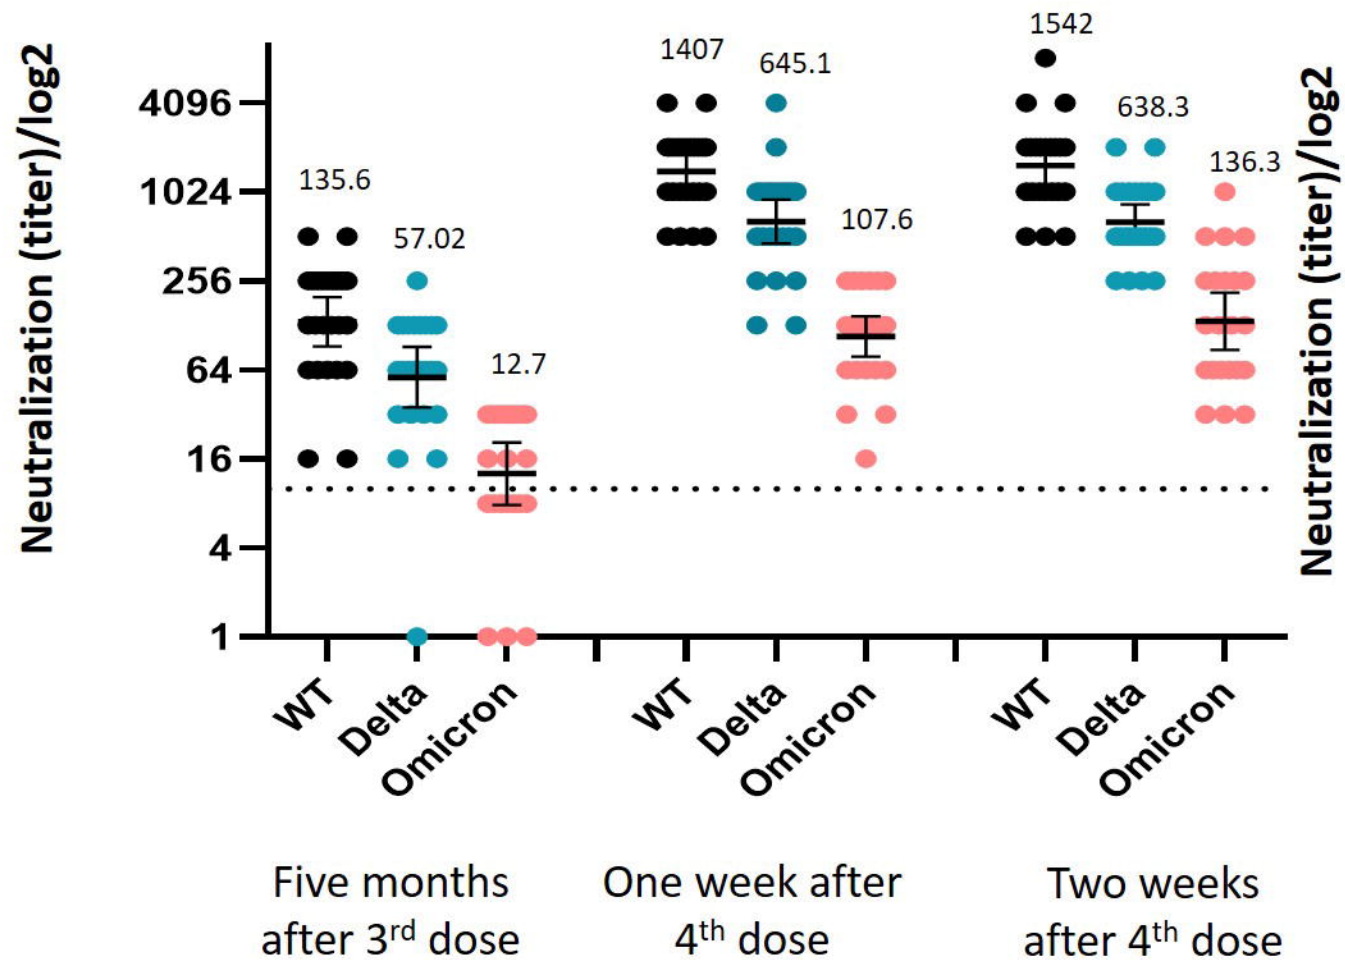 Neutralization (titer)/log2
4096
1024
256
64
16
4
1
135.6
57.02
12.7
1407
645.1
107.6
1542
638.3
136.3
WT
Delta
Omicron
WT
Delta
Omicron
WT
Delta
Omicron
Five months
after 3rd dose
One week after
4th dose
Two weeks
after 4th dose
Neutralization (titer)/log2